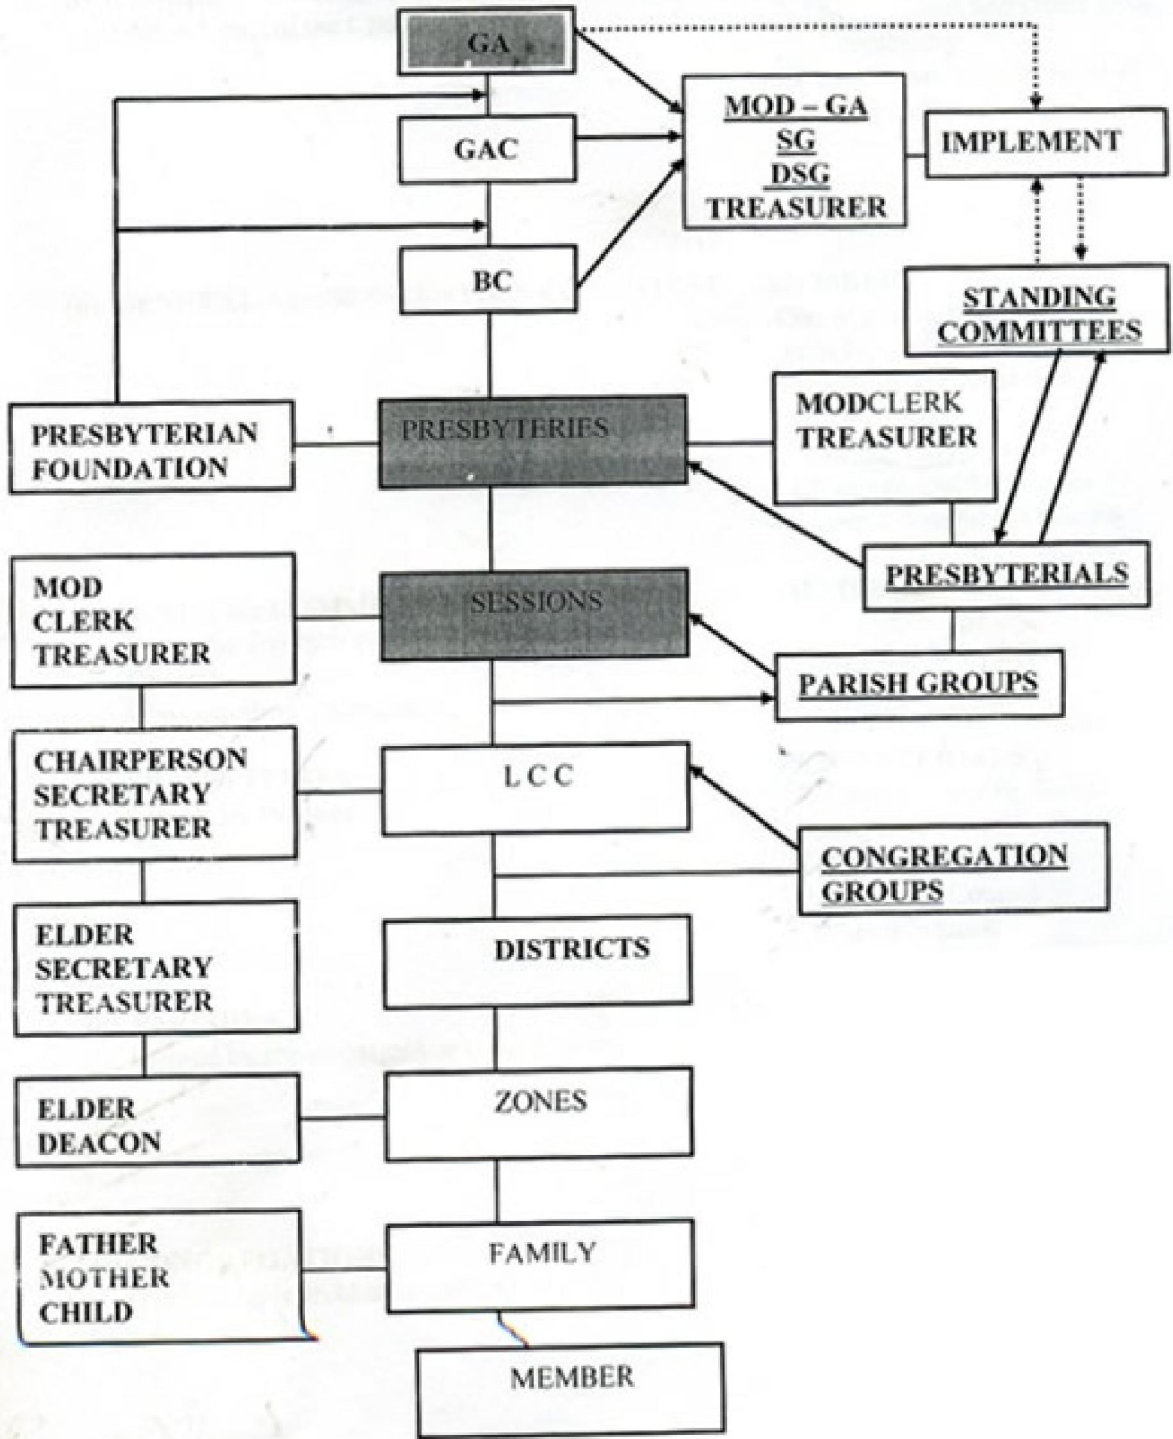 GA
GAC
MOD – GA
SG
DSG
TREASURER
IMPLEMENT
BC
STANDING
COMMITTEES
PRESBYTERIAN
FOUNDATION
PRESBYTERIES
MODCLERK
TREASURER
PRESBYTERIALS
MOD
CLERK
TREASURER
SESSIONS
PARISH GROUPS
CHAIRPERSON
SECRETARY
TREASURER
L C C
CONGREGATION
GROUPS
ELDER
SECRETARY
TREASURER
DISTRICTS
ELDER
DEACON
ZONES
FATHER
MOTHER
CHILD
FAMILY
MEMBER